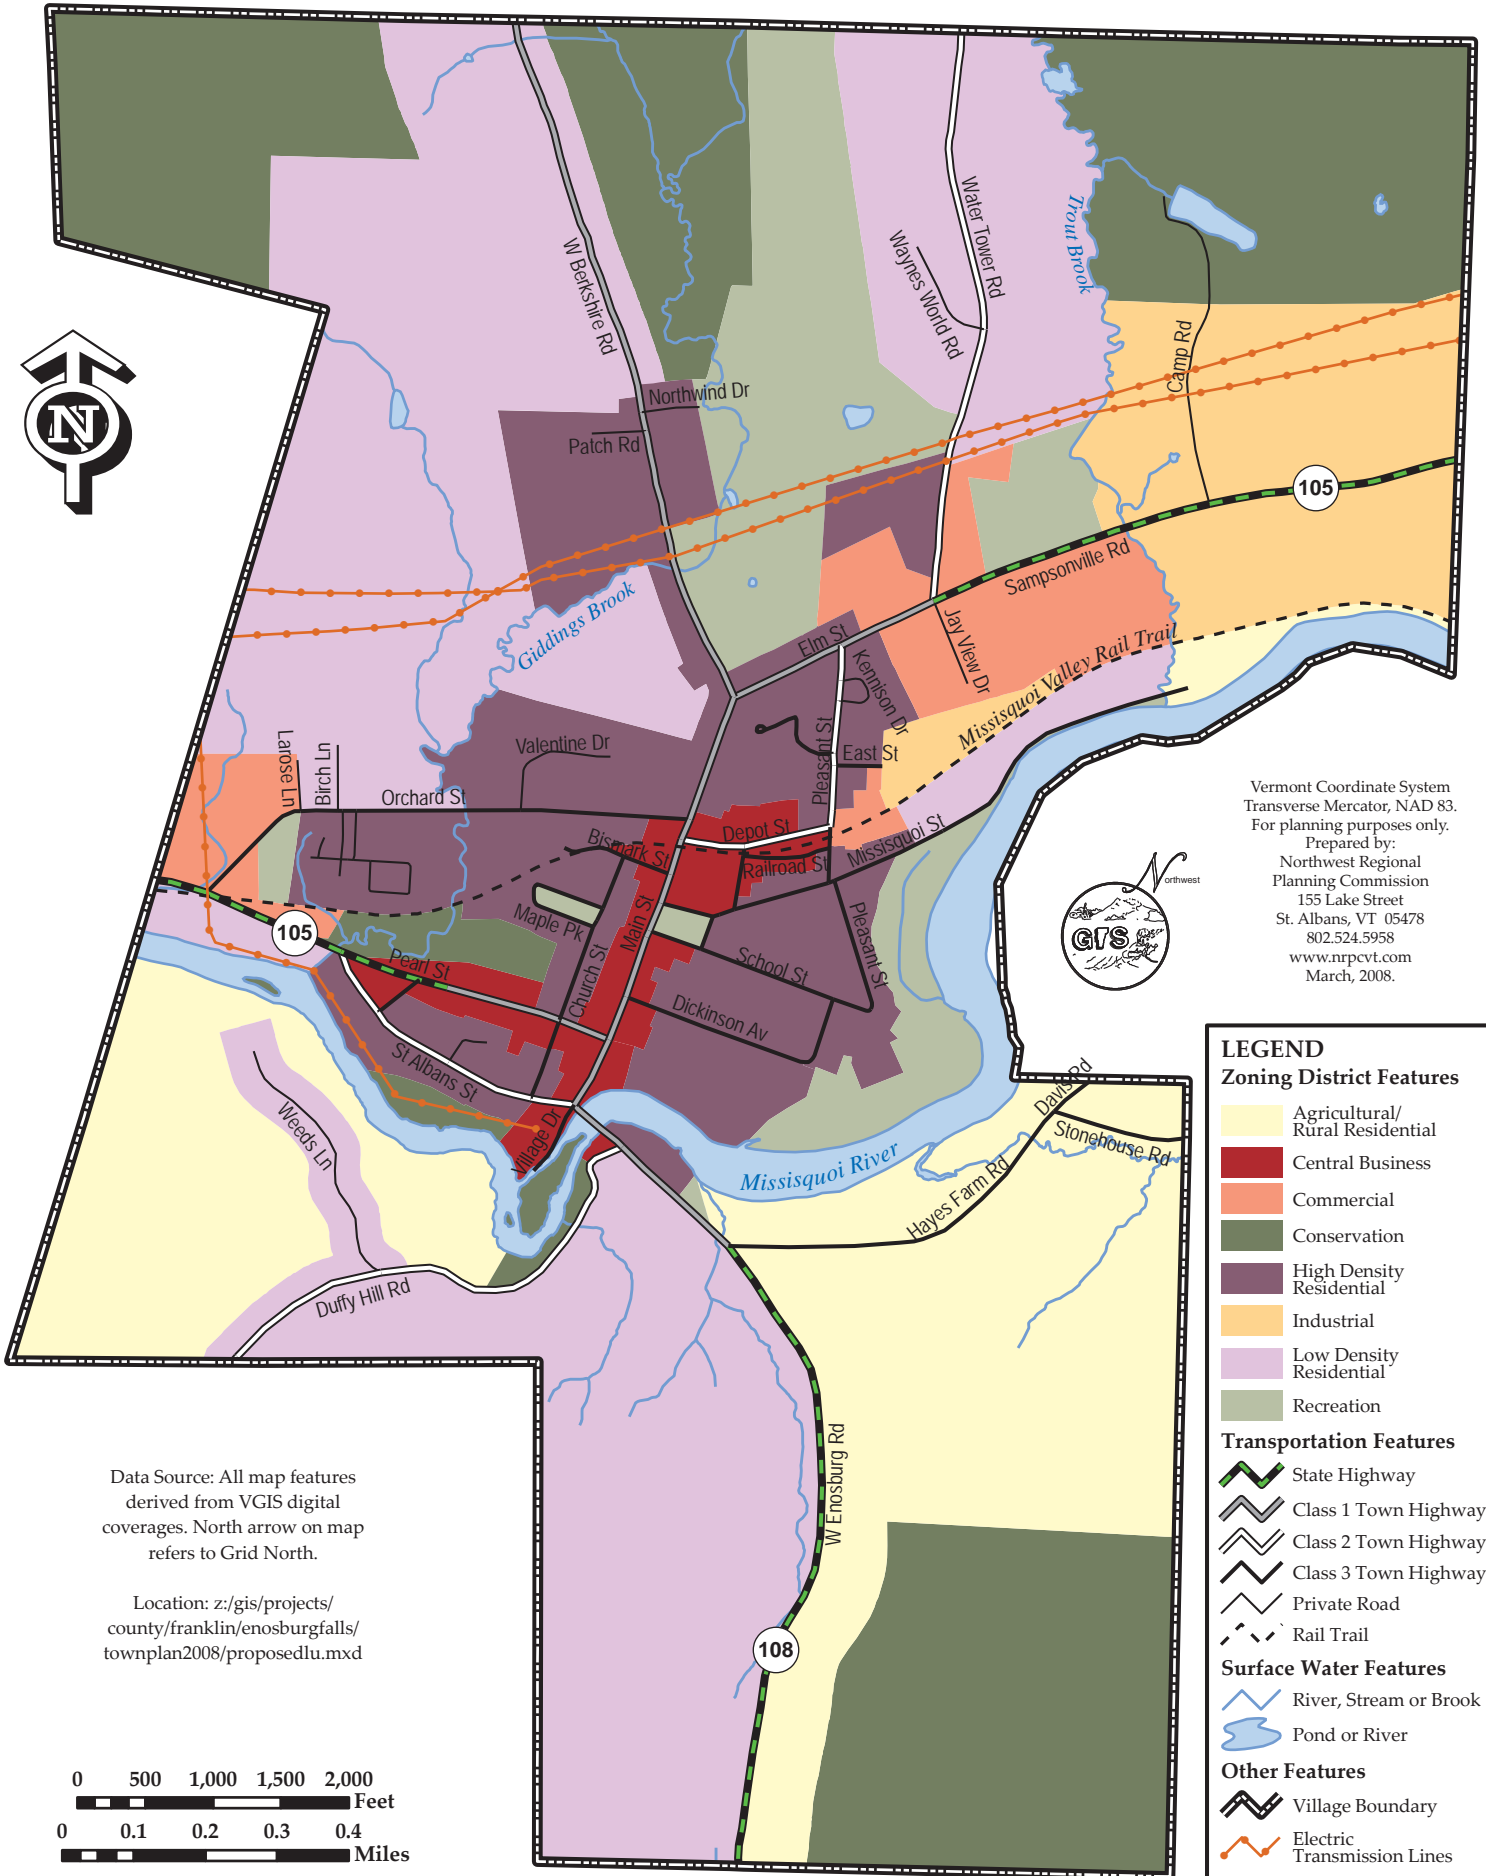 W Berkshire Rd
Water Tower Rd
Waynes World Rd
Trout Brook
Camp Rd
N
Northwind Dr
Patch Rd
105
Sampsonville Rd
Giddings Brook
Elm St
Jay View Dr
Kennison Dr
Missisquoi Valley Rail Trail
Pleasant St
East St
Larose Ln
Birch Ln
Valentine Dr
Orchard St
Depot St
Bismark St
Railroad St
Missisquoi St
Maple Pk
Main St
105
Pearl St
Church St
School St
Pleasant St
Dickinson Av
St Albans St
Weeds Ln
Village Dr
Missisquoi River
Davis Rd
Stonehouse Rd
Hayes Farm Rd
Duffy Hill Rd
W Enosburg Rd
108
Vermont Coordinate System
Transverse Mercator, NAD 83.
For planning purposes only.
Prepared by:
Northwest Regional
Planning Commission
155 Lake Street
St. Albans, VT 05478
802.524.5958
www.nrpcvt.com
March, 2008.
Northwest
GIS
LEGEND
Zoning District Features
Agricultural/
Rural Residential
Central Business
Commercial
Conservation
High Density
Residential
Industrial
Low Density
Residential
Recreation
Transportation Features
State Highway
Class 1 Town Highway
Class 2 Town Highway
Class 3 Town Highway
Private Road
Rail Trail
Surface Water Features
River, Stream or Brook
Pond or River
Other Features
Village Boundary
Electric
Transmission Lines
Data Source: All map features
derived from VGIS digital
coverages. North arrow on map
refers to Grid North.
Location: z:/gis/projects/
county/franklin/enosburgfalls/
townplan2008/proposedlu.mxd
0 500 1,000 1,500 2,000
Feet
0 0.1 0.2 0.3 0.4
Miles